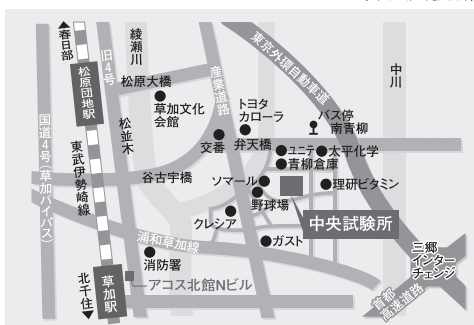 ▲春日部
旧4号
綾瀬川
産業道路
東京外環自動車道
中川
松原団地駅
松原大橋
草加文化
会館
トヨタ
カローラ
バス停
南青柳
国道4号(草加バイパス)
東武伊勢崎線
松並木
交番
弁天橋
ユニテ
太平化学
青柳倉庫
谷古宇橋
ソマール
理研ビタミン
野球場
中央試験所
クレシア
浦和草加線
ガスト
消防署
三郷
インター
チェンジ
アコス北館Nビル
草加駅
北千住▼
首都
高速道路